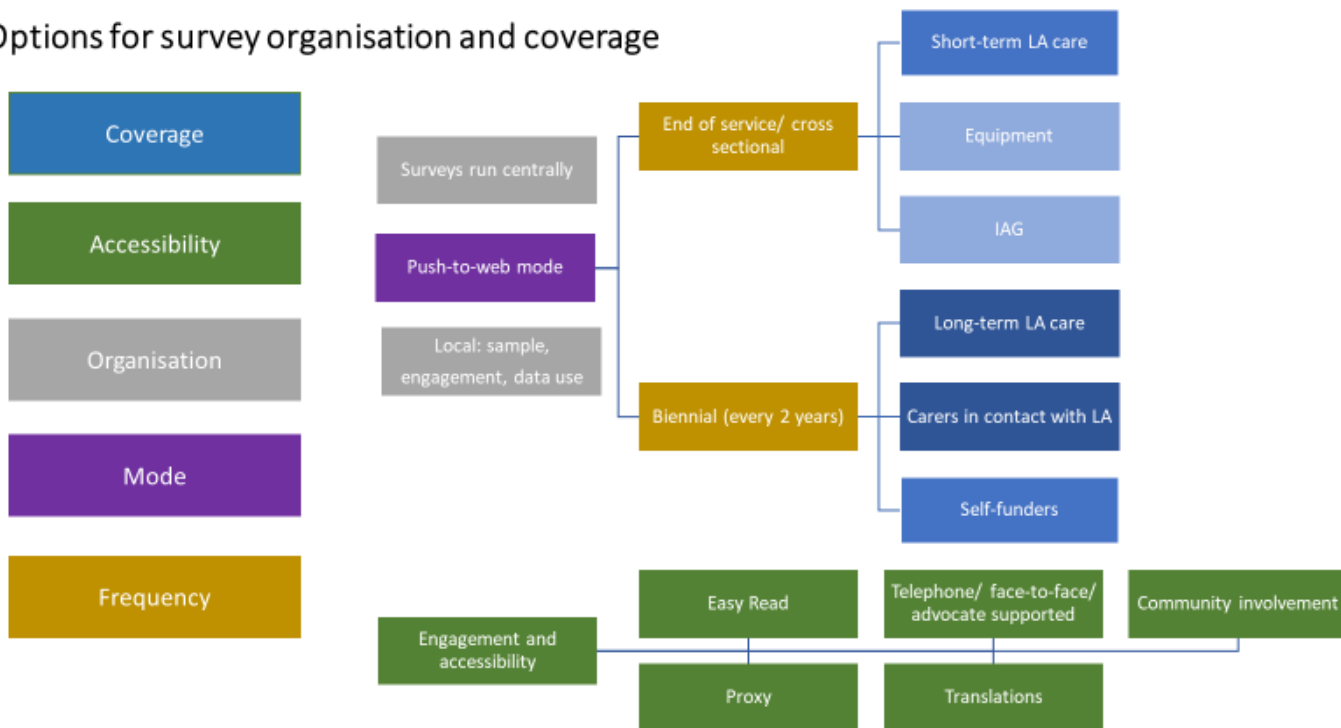 Options for survey organisation and coverage
Coverage
Accessibility
Organisation
Mode
Frequency
Surveys run centrally
Push-to-web mode
Local: sample,
engagement, data use
End of service/ cross
sectional
Biennial (every 2 years)
Short-term LA care
Equipment
IAG
Long-term LA care
Carers in contact with LA
Self-funders
Engagement and
accessibility
Easy Read
Telephone/ face-to-face/
advocate supported
Community involvement
Proxy
Translations